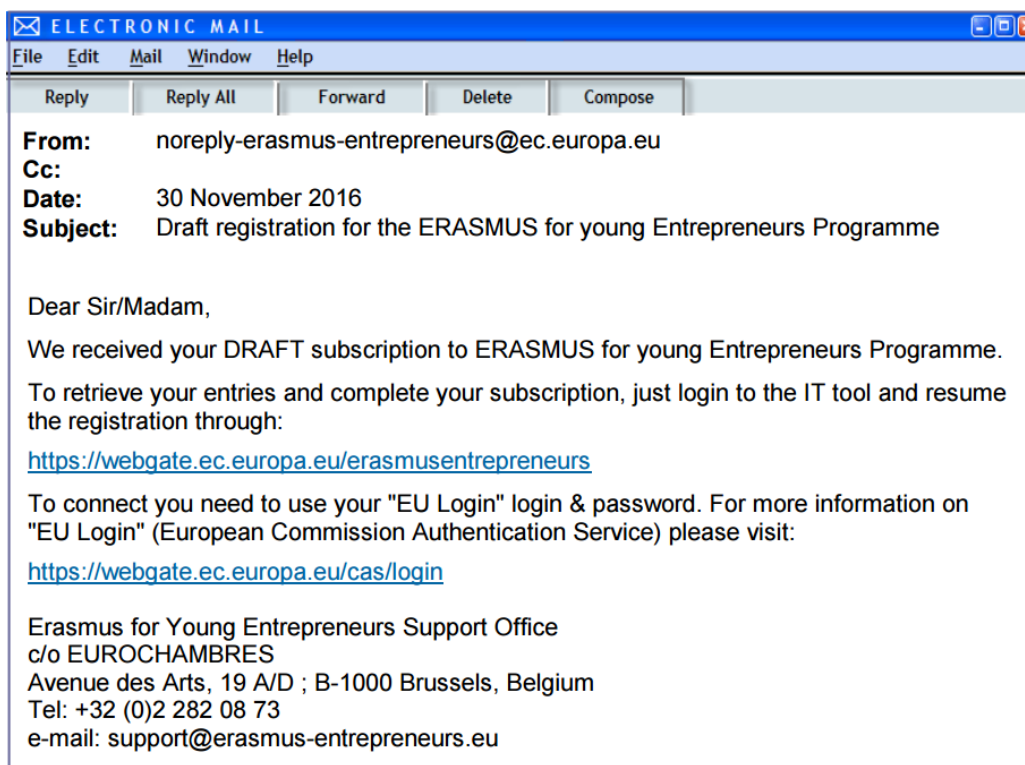 ELECTRONIC MAIL
File Edit Mail Window Help
Reply Reply All Forward Delete Compose
From: noreply-erasmus-entrepreneurs@ec.europa.eu
Cc:
Date: 30 November 2016
Subject: Draft registration for the ERASMUS for young Entrepreneurs Programme
Dear Sir/Madam,
We received your DRAFT subscription to ERASMUS for young Entrepreneurs Programme.
To retrieve your entries and complete your subscription, just login to the IT tool and resume
the registration through:
https://webgate.ec.europa.eu/erasmusentrepreneurs
To connect you need to use your "EU Login" login & password. For more information on
"EU Login" (European Commission Authentication Service) please visit:
https://webgate.ec.europa.eu/cas/login
Erasmus for Young Entrepreneurs Support Office
c/o EUROCHAMBRES
Avenue des Arts, 19 A/D ; B-1000 Brussels, Belgium
Tel: +32 (0)2 282 08 73
e-mail: support@erasmus-entrepreneurs.eu